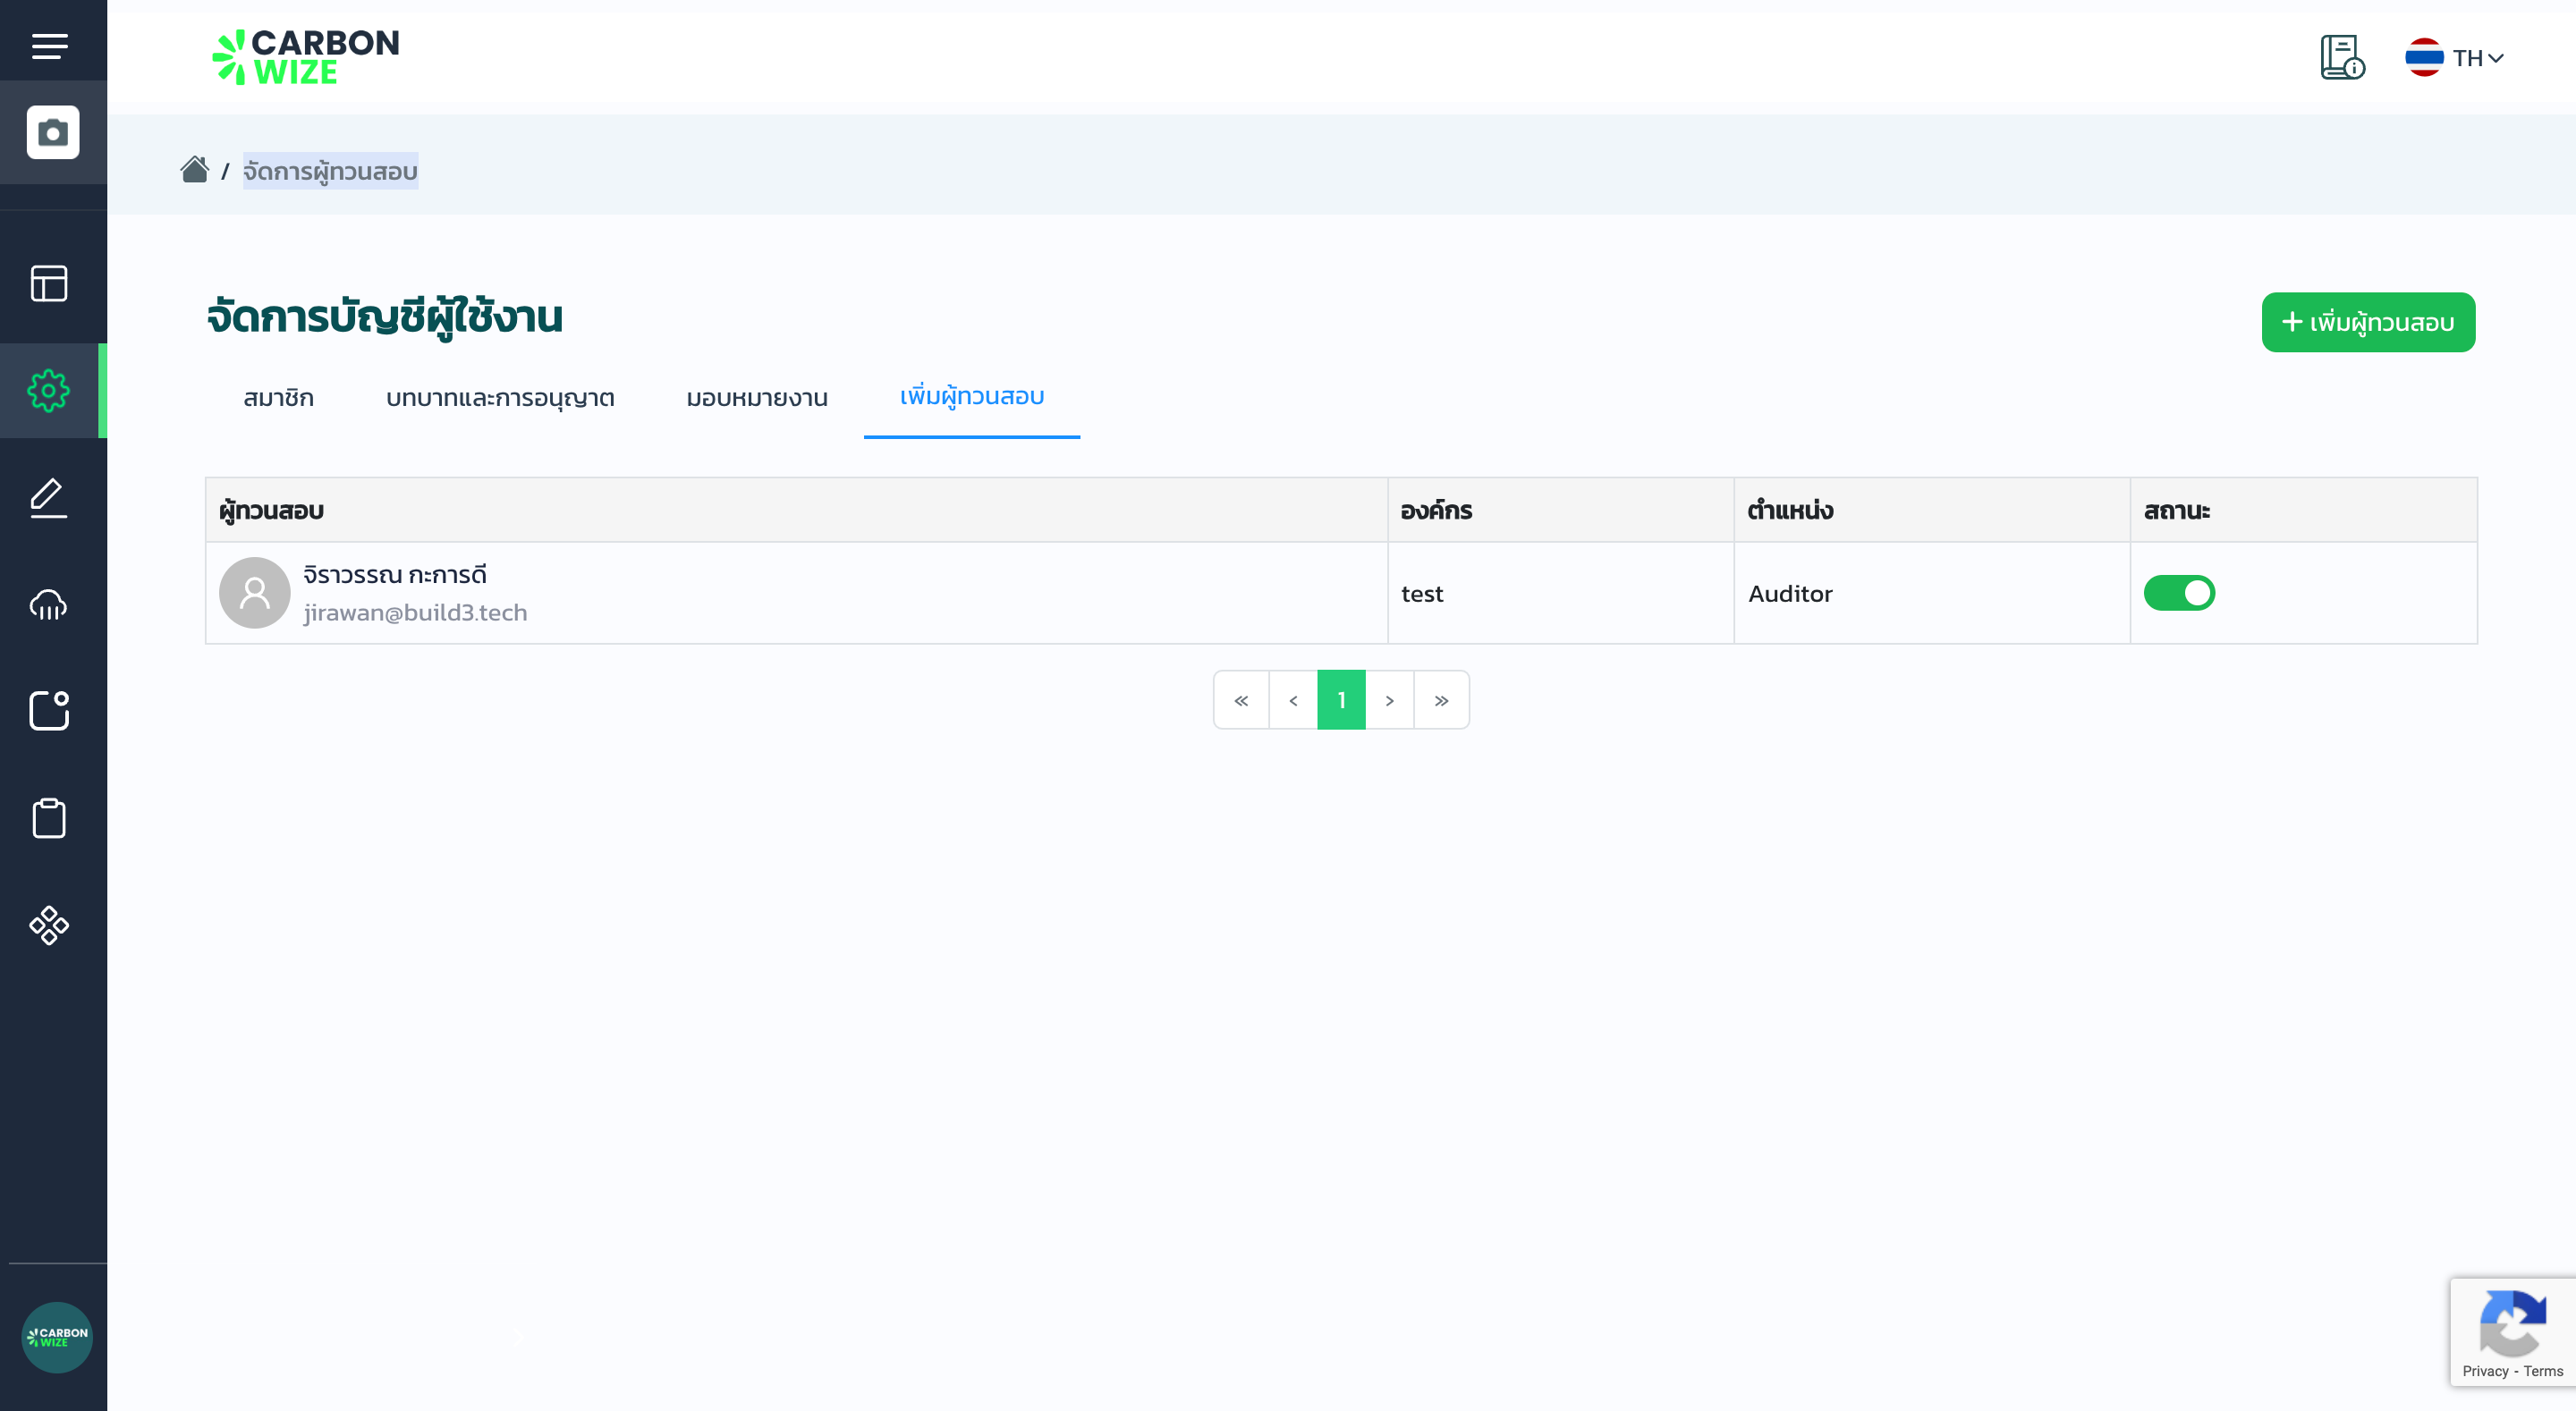 CARBON
WIZE
TH
/ จัดการผู้ทวนสอบ
จัดการบัญชีผู้ใช้งาน
+ เพิ่มผู้ทวนสอบ
สมาชิก บทบาทและการอนุญาต มอบหมายงาน เพิ่มผู้ทวนสอบ
ผู้ทวนสอบ องค์กร ตำแหน่ง สถานะ
จิราวรรณ กะการดี
jirawan@build3.tech
test Auditor
« ‹ 1 › »
CARBON
WIZE
Privacy - Terms